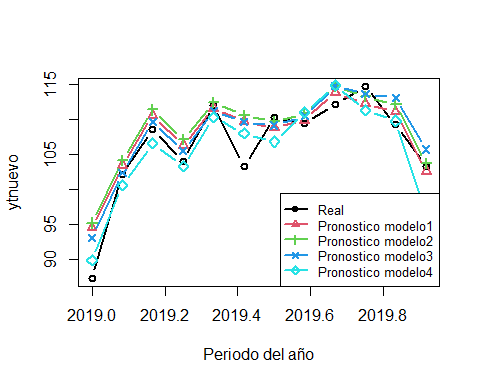 115
105
95
90
ytnuevo
Real
Pronostico modelo1
Pronostico modelo2
Pronostico modelo3
Pronostico modelo4
2019.0 2019.2 2019.4 2019.6 2019.8
Periodo del año